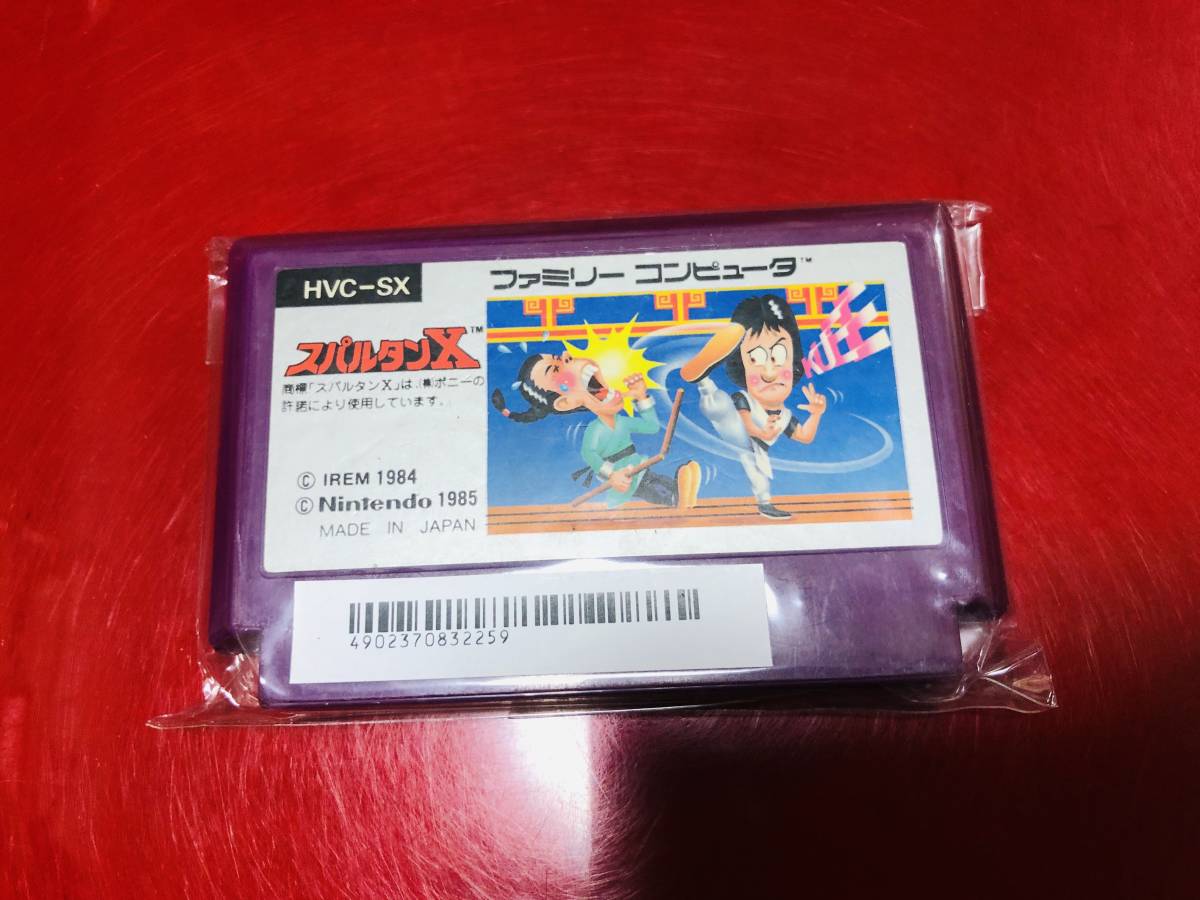 HVC-SX
ファミリー コンピュータ™
スパルタンX™
商標「スパルタンX」は、㈱ポニーの
許諾により使用しています。
© IREM 1984
© Nintendo 1985
MADE IN JAPAN
4902370832259